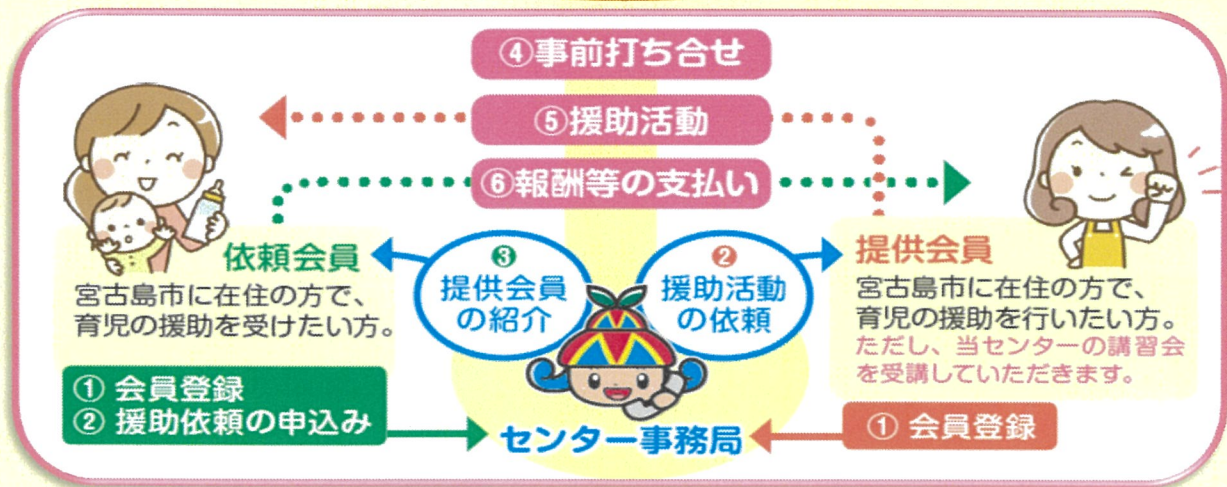 ④事前打ち合せ
⑤援助活動
⑥報酬等の支払い
依頼会員
宮古島市に在住の方で、
育児の援助を受けたい方。
① 会員登録
② 援助依頼の申込み
❸
提供会員
の紹介
❷
援助活動
の依頼
センター事務局
提供会員
宮古島市に在住の方で、
育児の援助を行いたい方。
ただし、当センターの講習会
を受講していただきます。
① 会員登録